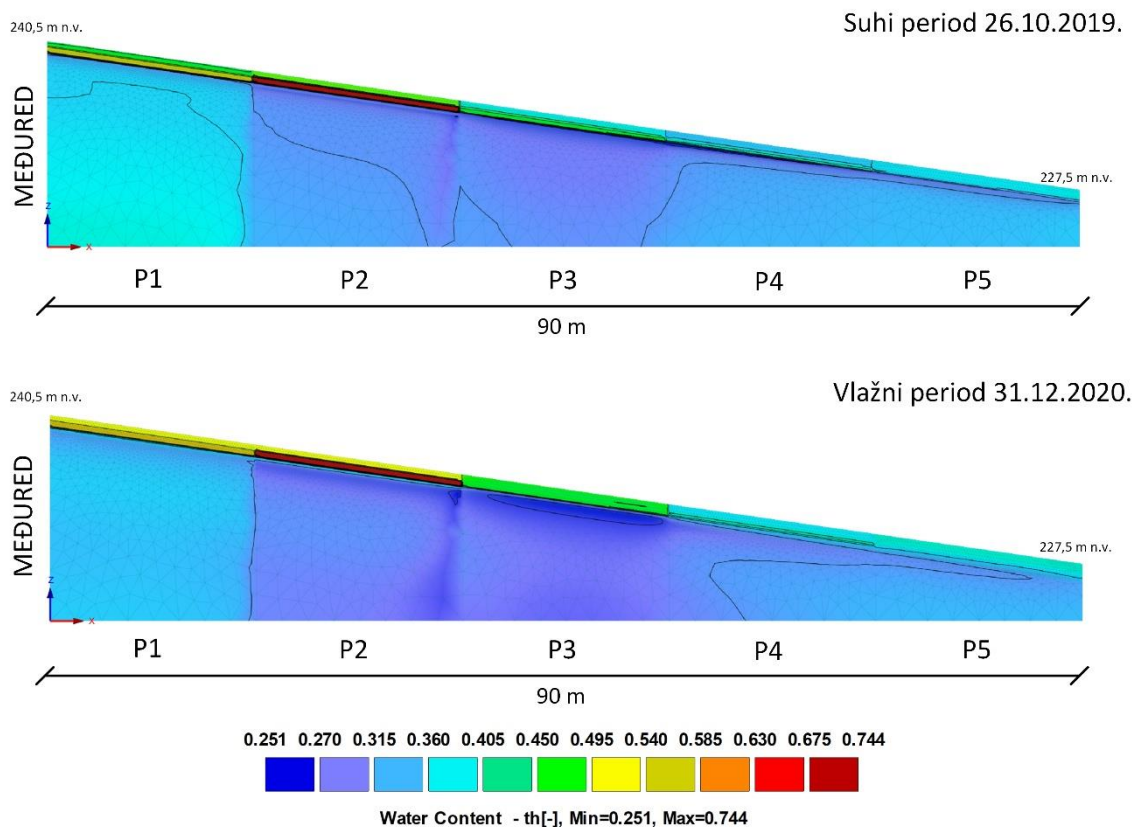 240,5 m n.v.
Suhi period 26.10.2019.
MEĐURED
227,5 m n.v.
z
x
P1 P2 P3 P4 P5
90 m
Vlažni period 31.12.2020.
240,5 m n.v.
MEĐURED
227,5 m n.v.
z
x
P1 P2 P3 P4 P5
90 m
0.251 0.270 0.315 0.360 0.405 0.450 0.495 0.540 0.585 0.630 0.675 0.744
Water Content - th[-], Min=0.251, Max=0.744